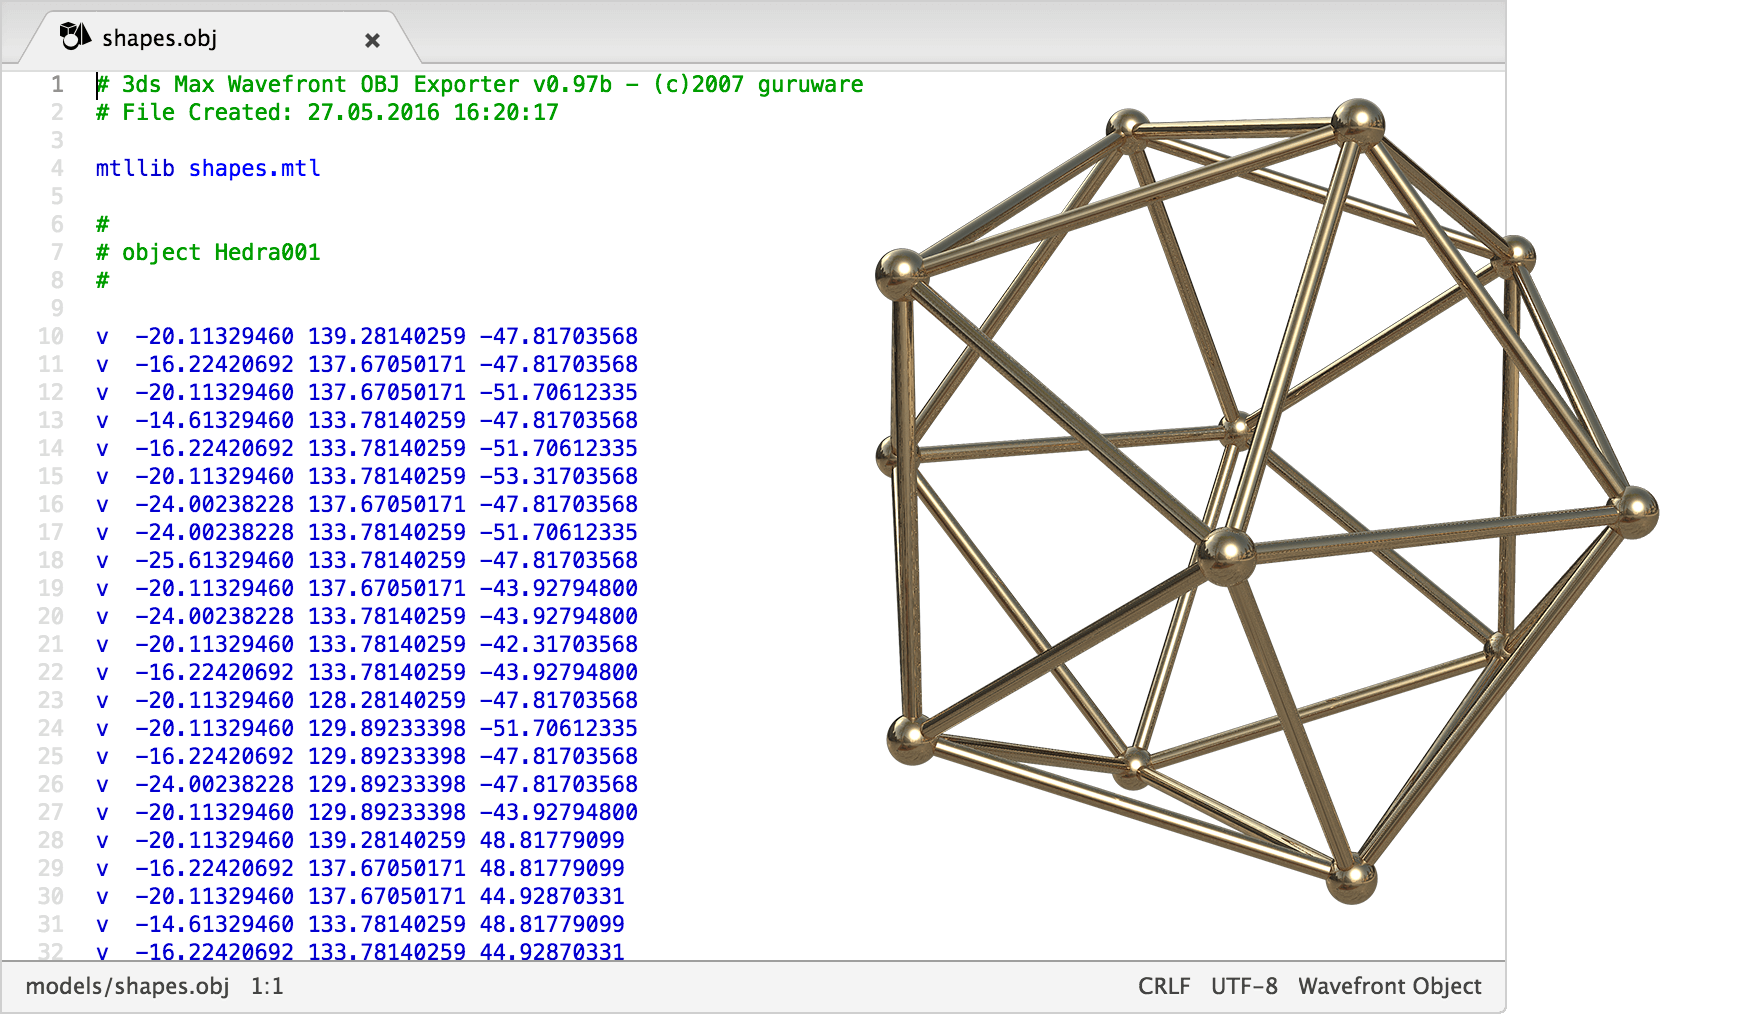 shapes.obj
1 # 3ds Max Wavefront OBJ Exporter v0.97b - (c)2007 guruware
2 # File Created: 27.05.2016 16:20:17
3
4 mtllib shapes.mtl
5
6 #
7 # object Hedra001
8 #
9
10 v  -20.11329460 139.28140259 -47.81703568
11 v  -16.22420692 137.67050171 -47.81703568
12 v  -20.11329460 137.67050171 -51.70612335
13 v  -14.61329460 133.78140259 -47.81703568
14 v  -16.22420692 133.78140259 -51.70612335
15 v  -20.11329460 133.78140259 -53.31703568
16 v  -24.00238228 137.67050171 -47.81703568
17 v  -24.00238228 133.78140259 -51.70612335
18 v  -25.61329460 133.78140259 -47.81703568
19 v  -20.11329460 137.67050171 -43.92794800
20 v  -24.00238228 133.78140259 -43.92794800
21 v  -20.11329460 133.78140259 -42.31703568
22 v  -16.22420692 133.78140259 -43.92794800
23 v  -20.11329460 128.28140259 -47.81703568
24 v  -20.11329460 129.89233398 -51.70612335
25 v  -16.22420692 129.89233398 -47.81703568
26 v  -24.00238228 129.89233398 -47.81703568
27 v  -20.11329460 129.89233398 -43.92794800
28 v  -20.11329460 139.28140259 48.81779099
29 v  -16.22420692 137.67050171 48.81779099
30 v  -20.11329460 137.67050171 44.92870331
31 v  -14.61329460 133.78140259 48.81779099
32 v  -16.22420692 133.78140259 44.92870331
models/shapes.obj 1:1 CRLF UTF-8 Wavefront Object